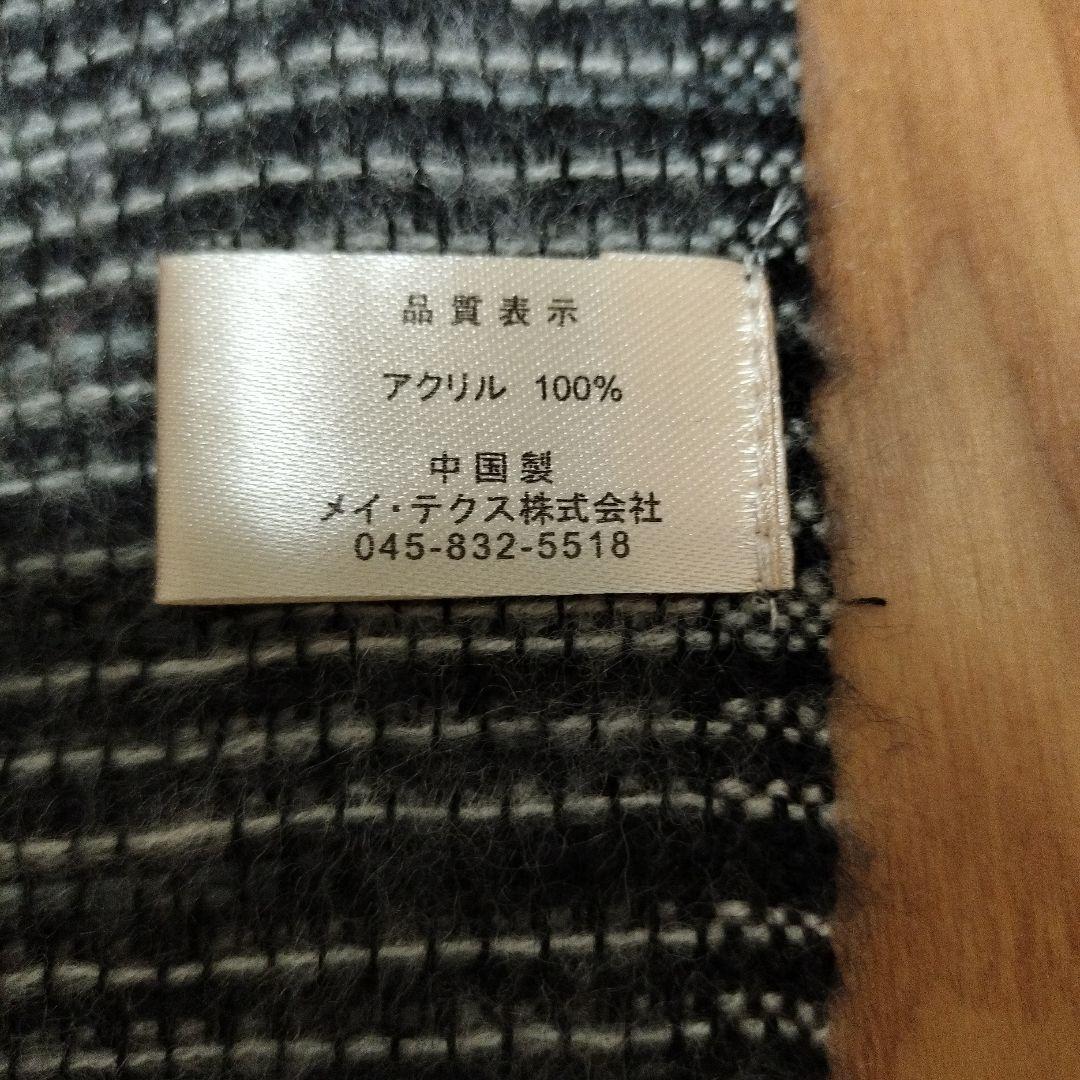 品質表示
アクリル 100%
中国製
メイ・テクス株式会社
045-832-5518